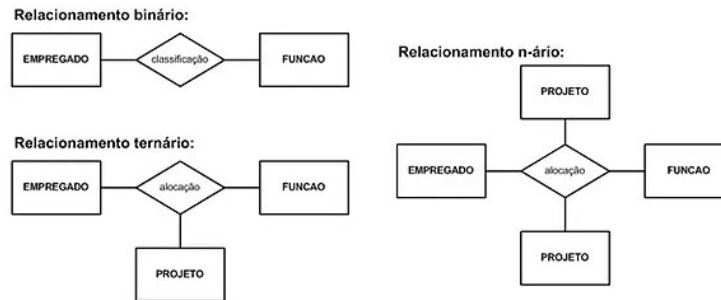 Relacionamento binário:
EMPREGADO
classificação
FUNCAO
Relacionamento ternário:
EMPREGADO
alocação
FUNCAO
PROJETO
Relacionamento n-ário:
PROJETO
EMPREGADO
alocação
FUNCAO
PROJETO